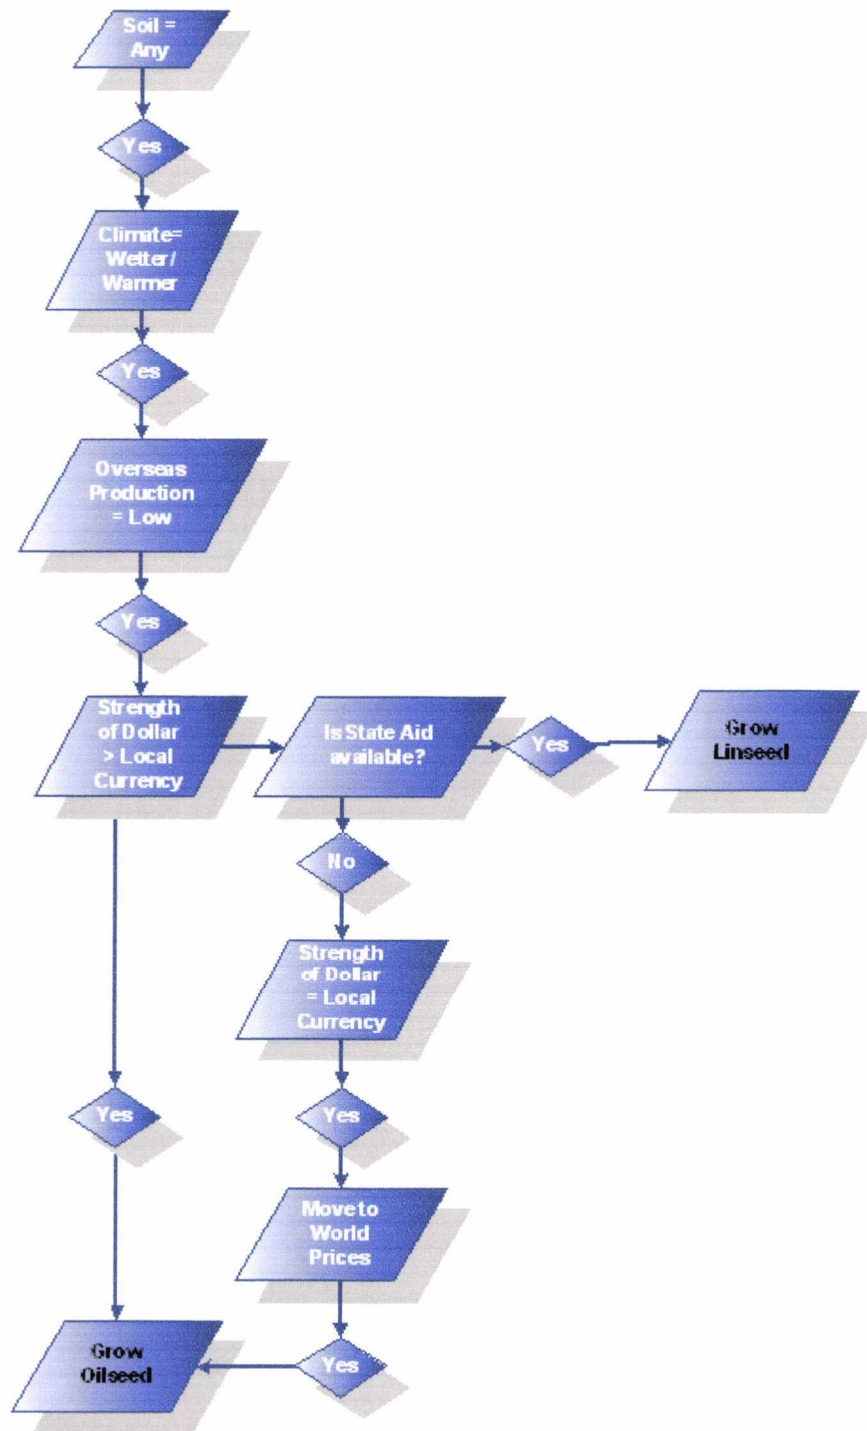 Soil =
Any
Yes
Climate=
Wetter/
Warmer
Yes
Overseas
Production
= Low
Yes
Strength
of Dollar
> Local
Currency
Is State Aid
available?
Yes
Grow
Linseed
No
Strength
of Dollar
= Local
Currency
Yes
Yes
Move to
World
Prices
Grow
Oilseed
Yes